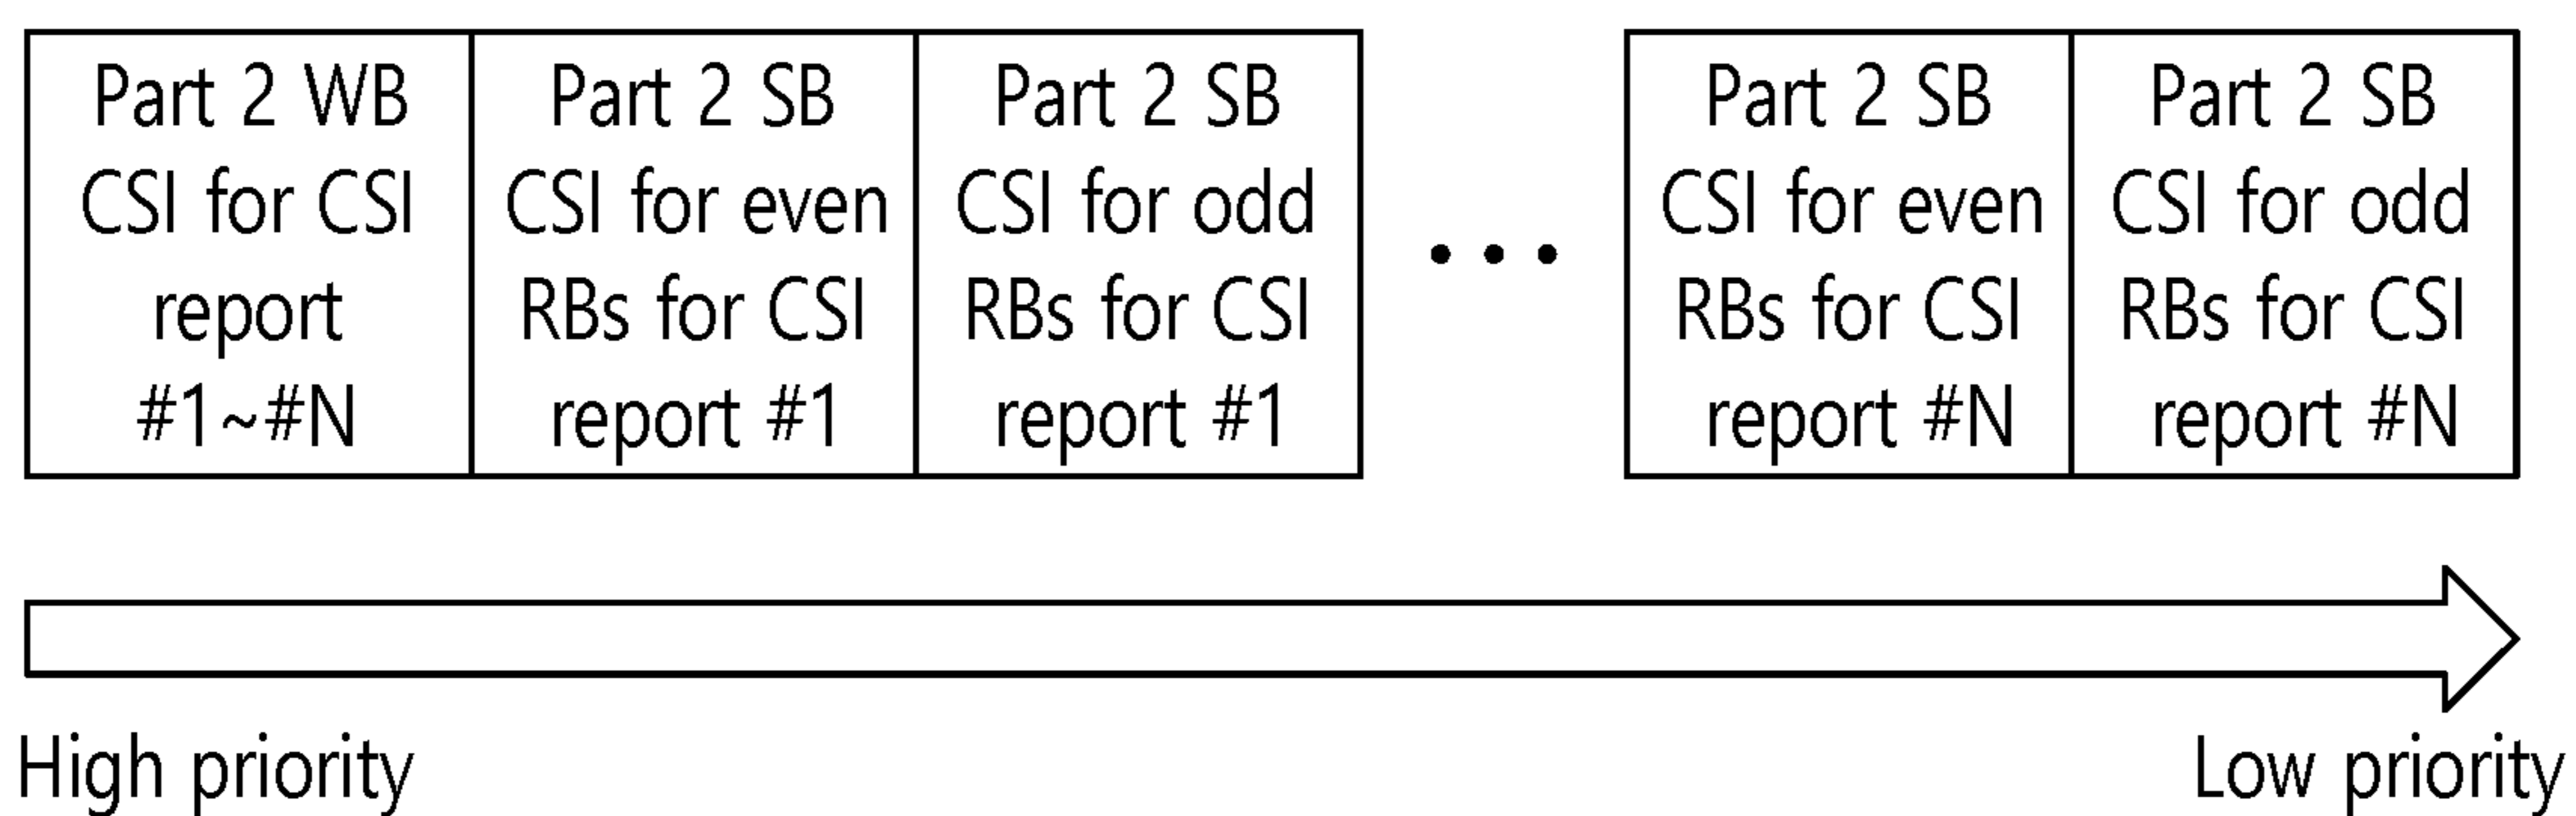 Part 2 WB
CSI for CSI
report
#1~#N
Part 2 SB
CSI for even
RBs for CSI
report #1
Part 2 SB
CSI for odd
RBs for CSI
report #1
Part 2 SB
CSI for even
RBs for CSI
report #N
Part 2 SB
CSI for odd
RBs for CSI
report #N
High priority
Low priority